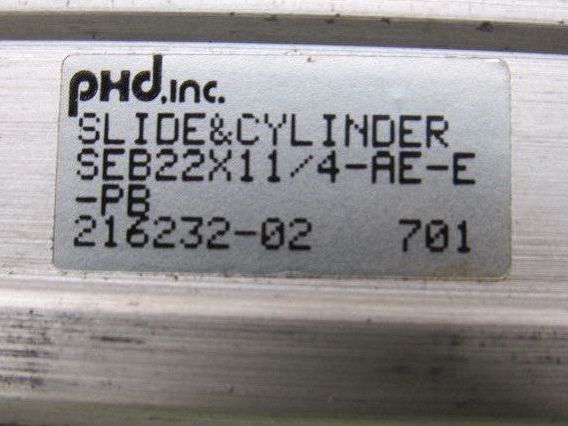 PHd, inc.
SLIDE&CYLINDER
SEB22X11/4-AE-E
-PB
216232-02 701